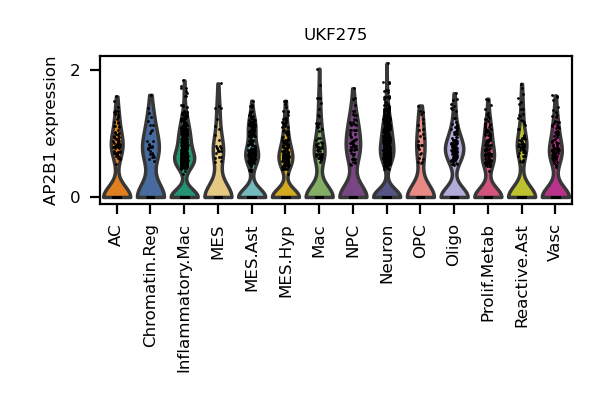 UKF275
AP2B1 expression
2
0
AC
Chromatin.Reg
Inflammatory.Mac
MES
MES.Ast
MES.Hyp
Mac
NPC
Neuron
OPC
Oligo
Prolif.Metab
Reactive.Ast
Vasc